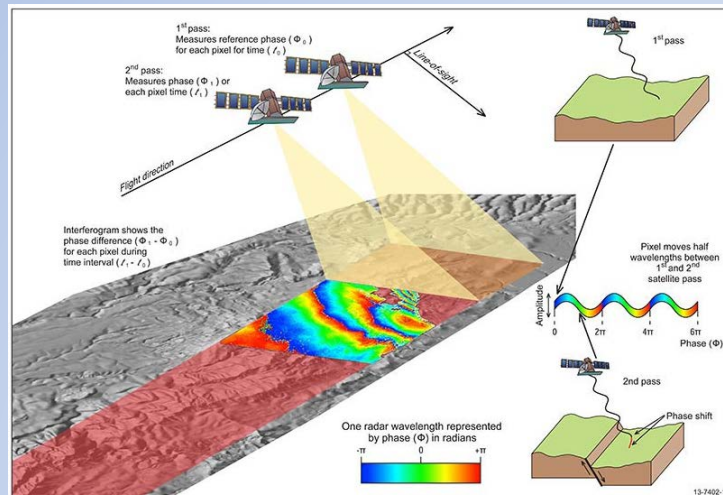 1st pass:
Measures reference phase (Φ0)
for each pixel for time (t0)
2nd pass:
Measures phase (Φ1) or
each pixel time (t1)
Line-of-sight
Flight direction
Interferogram shows the
phase difference (Φ1 - Φ0)
for each pixel during
time interval (t1 - t0)
1st pass
Pixel moves half
wavelengths between
1st and 2nd
satellite pass
Amplitude
0 2π 4π 6π
Phase (Φ)
2nd pass
Phase shift
One radar wavelength represented
by phase (Φ) in radians
-π 0 +π